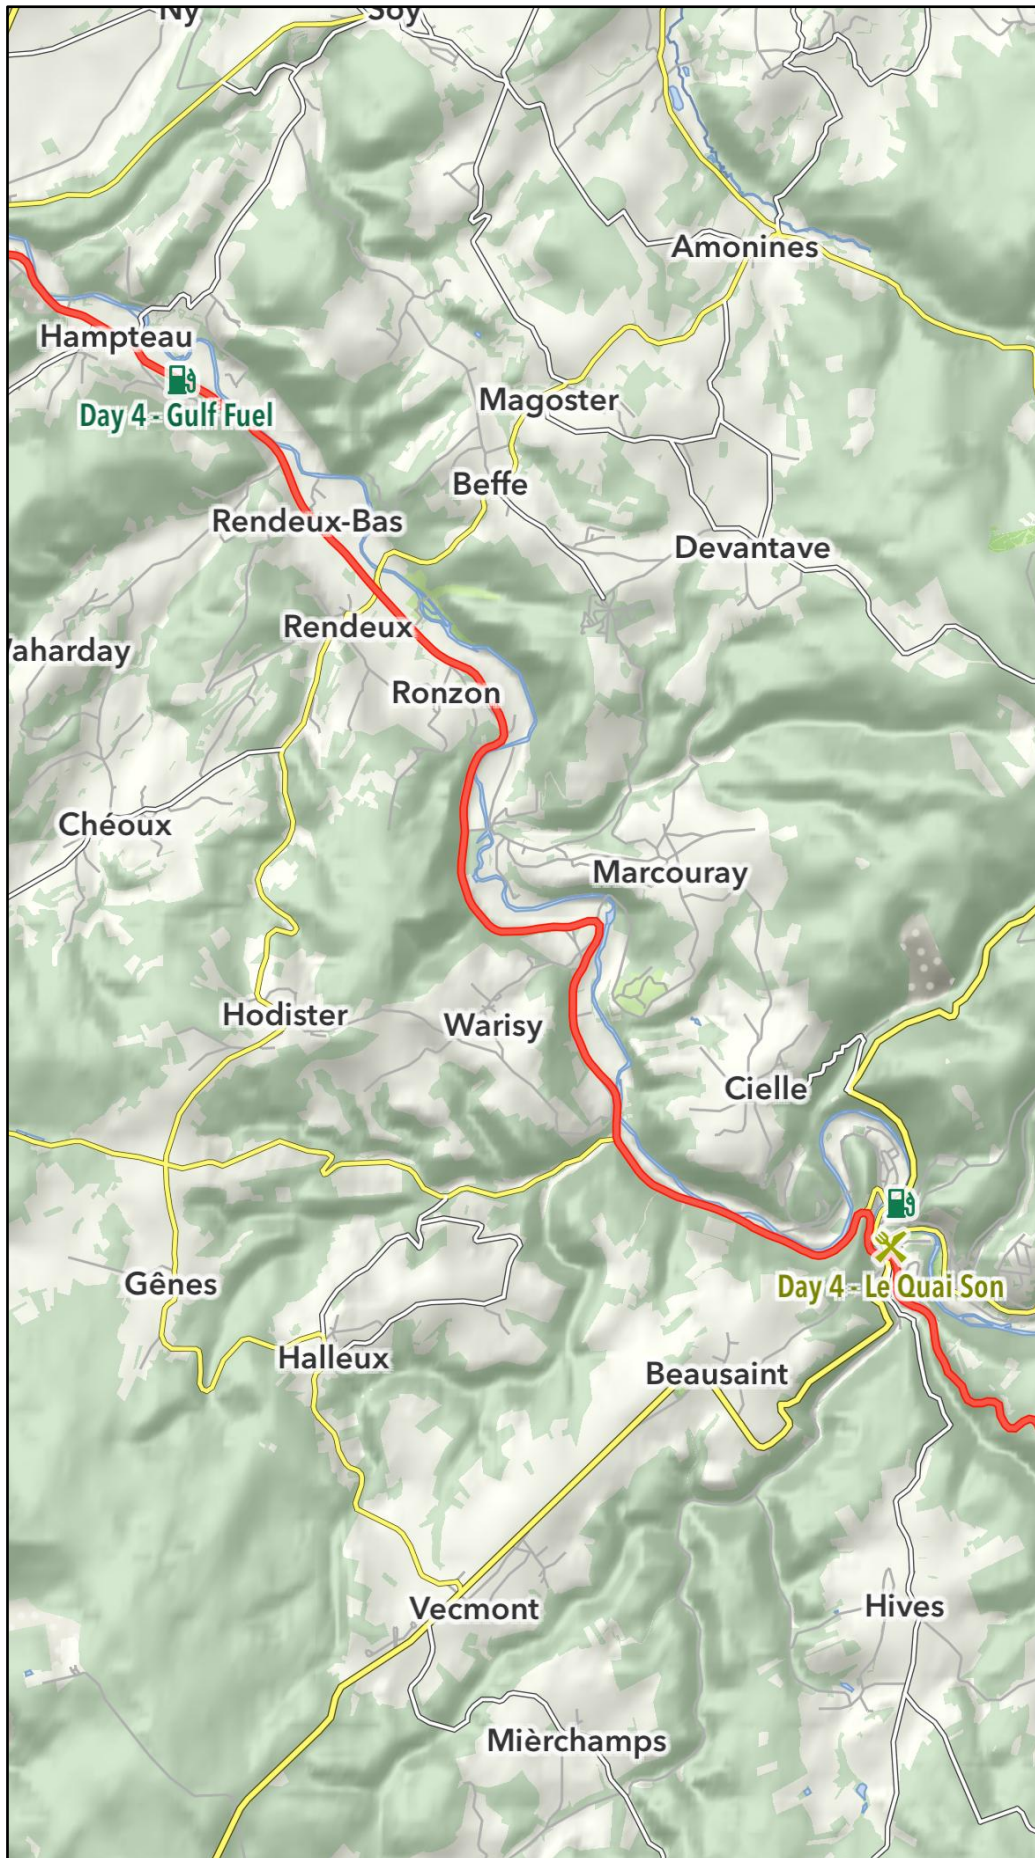 Ny
Soy
Amonines
Hampteau
Day 4 - Gulf Fuel
Magoster
Beffe
Rendeux-Bas
Devantave
Rendeux
Ronzon
Chéoux
Marcouray
Hodister
Warisy
Cielle
Gênes
Day 4 - Le Quai Son
Halleux
Beausaint
Vecmont
Hives
Mièrchamps